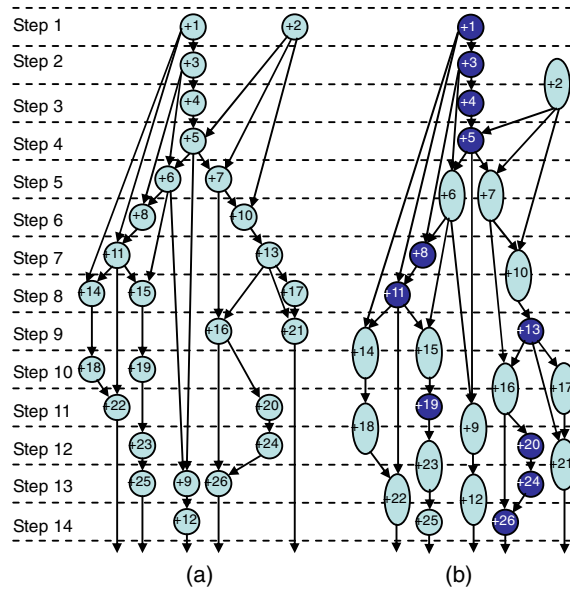 Step 1 +1 +2 +1
Step 2 +3 +3
+2
Step 3 +4 +4
Step 4 +5 +5
Step 5 +6 +7 +6 +7
Step 6 +8 +10
Step 7 +11 +13 +8 +10
Step 8 +14 +15 +17 +11
Step 9 +16 +21 +14 +15 +13
Step 10 +18 +19 +16 +17
Step 11 +22 +20 +19
+18 +9
Step 12 +23 +24 +23 +20 +21
Step 13 +25 +9 +26 +22 +12 +24
Step 14 +12 +25 +26
(a) (b)